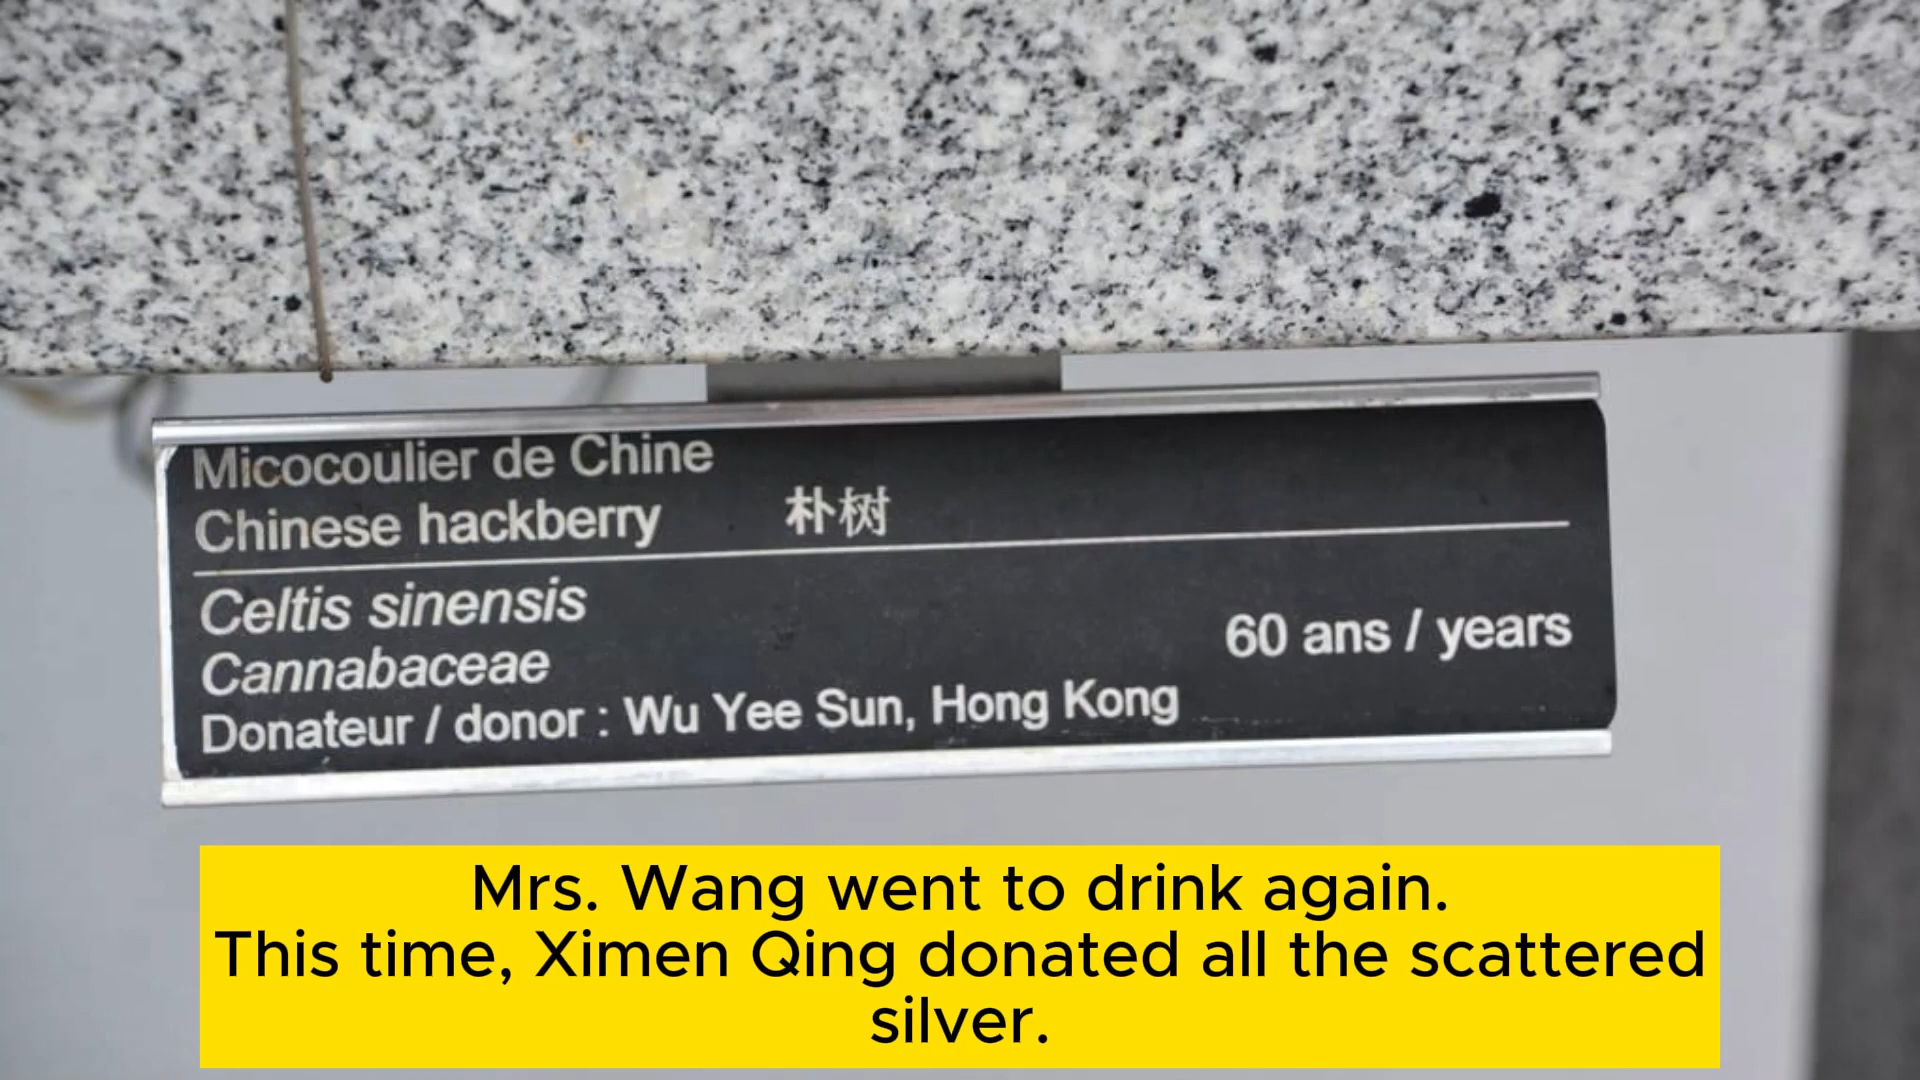 Micocoulier de Chine
Chinese hackberry 朴树
Celtis sinensis
Cannabaceae
60 ans / years
Donateur / donor : Wu Yee Sun, Hong Kong
Mrs. Wang went to drink again.
This time, Ximen Qing donated all the scattered
silver.